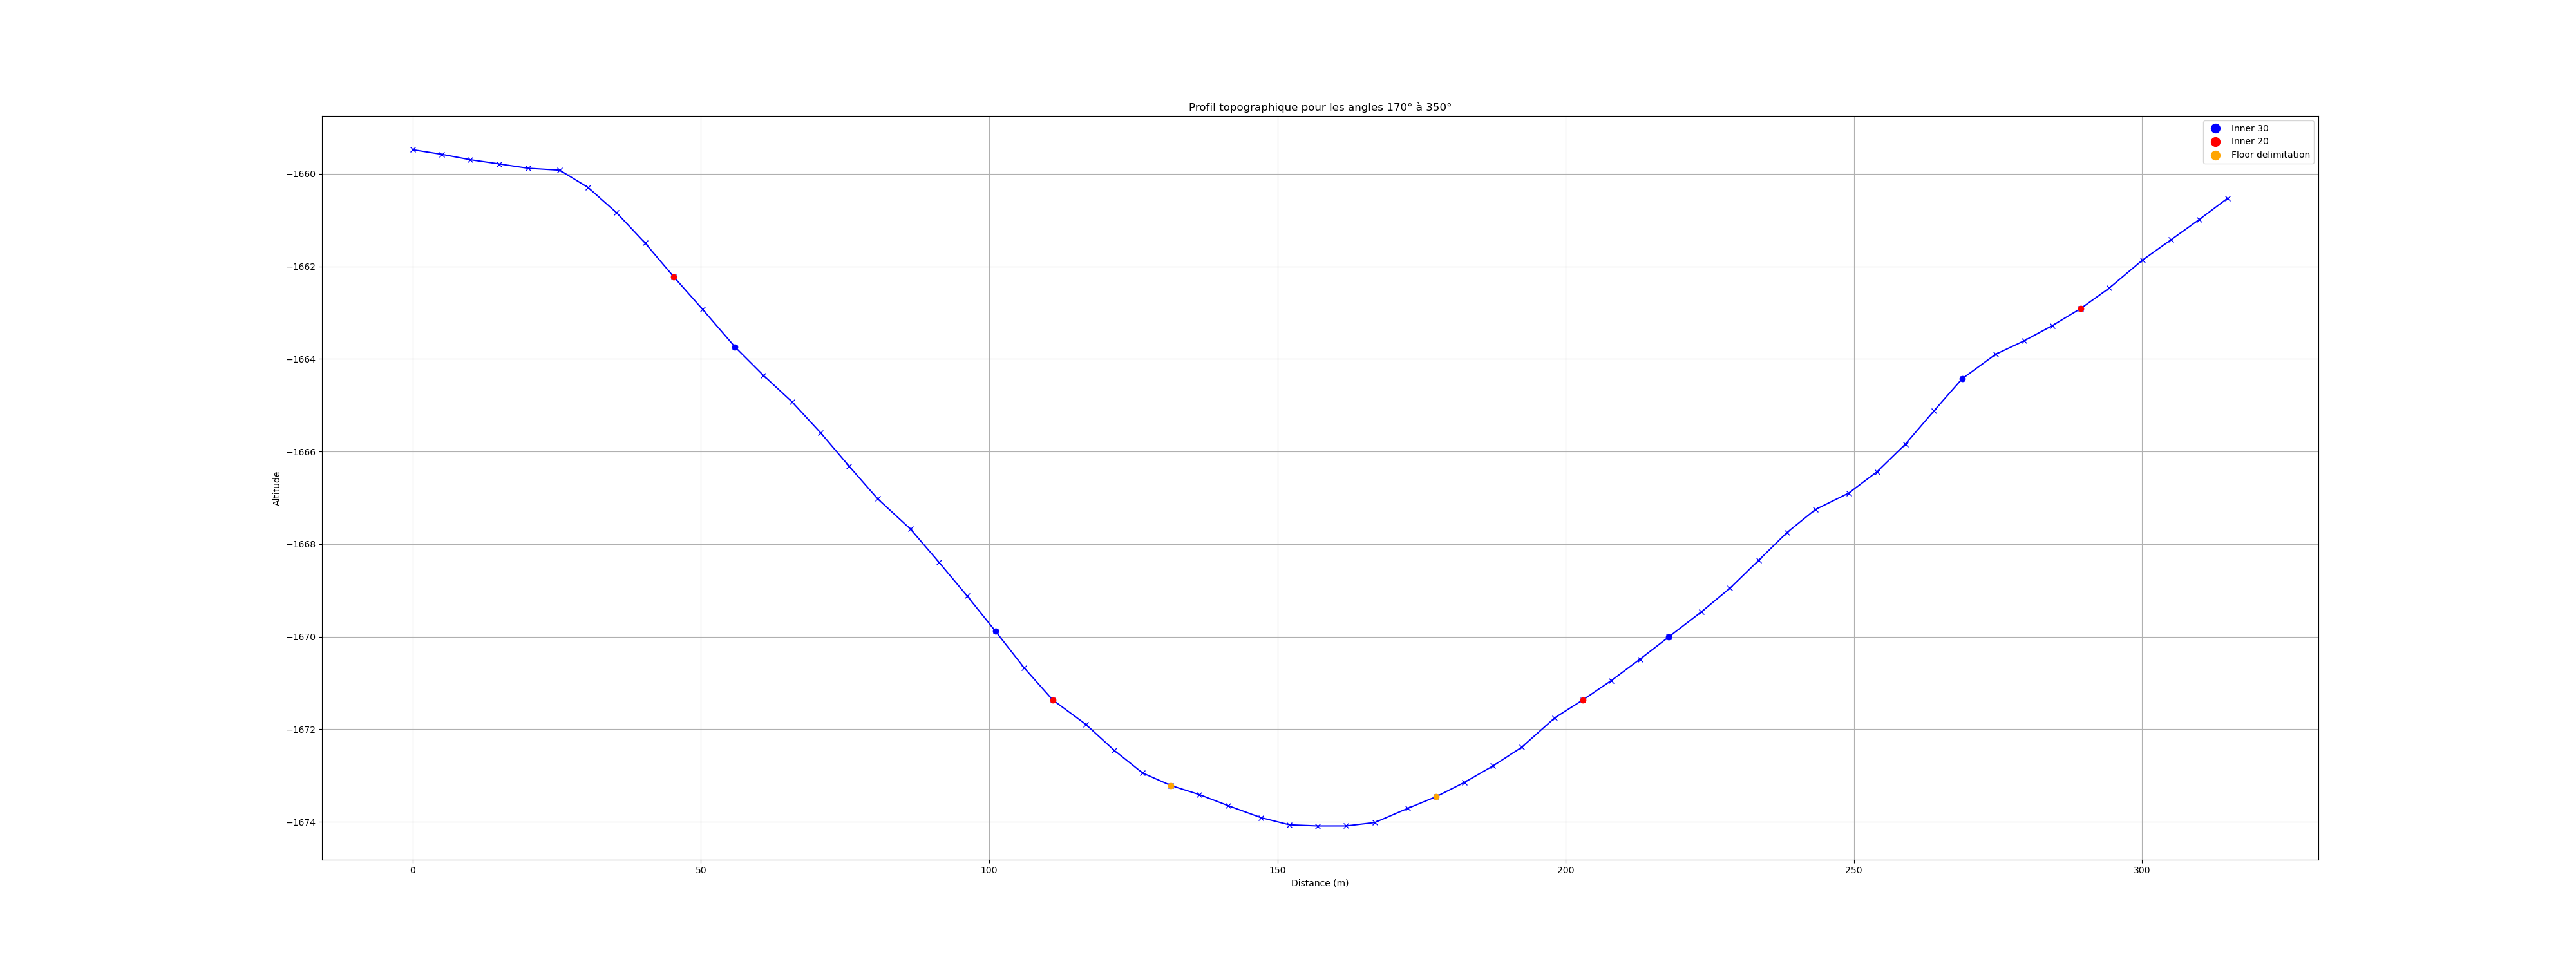 Profil topographique pour les angles 170° à 350°
Inner 30
Inner 20
Floor delimitation
−1660
−1662
−1664
−1666
−1668
−1670
−1672
−1674
Altitude
0 50 100 150 200 250 300
Distance (m)